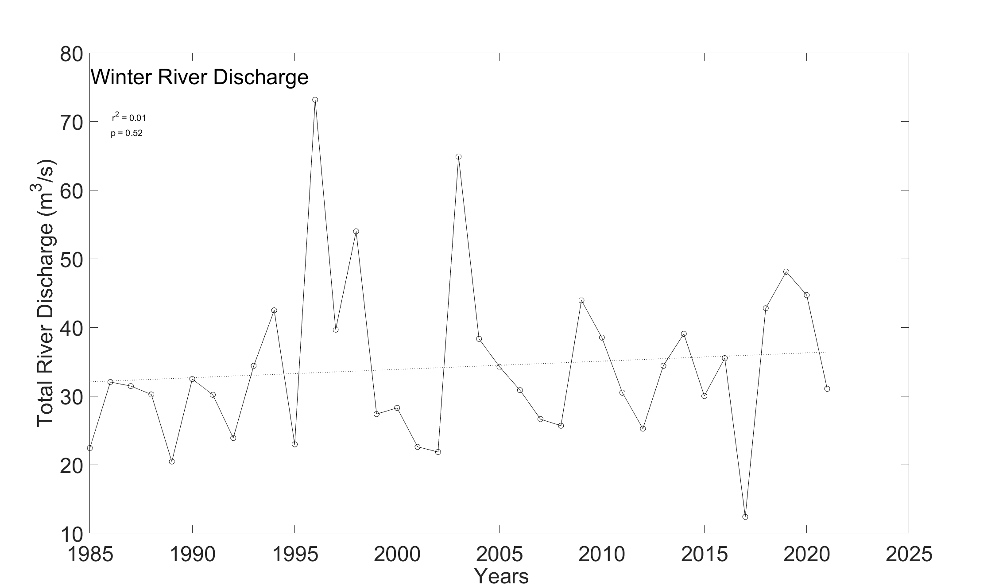 Winter River Discharge
r² = 0.01
p = 0.52
Total River Discharge (m³/s)
80
70
60
50
40
30
20
10
1985 1990 1995 2000 2005 2010 2015 2020 2025
Years